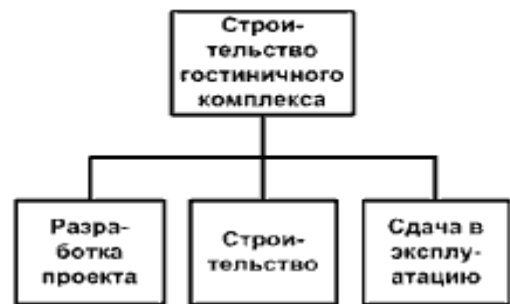 Строи-
тельство
гостиничного
комплекса
Разра-
ботка
проекта
Строи-
тельство
Сдача в
эксплу-
атацию